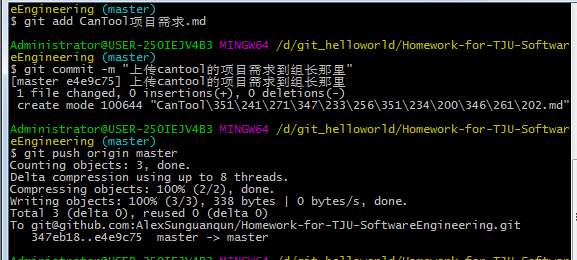 eEngineering (master)
$ git add CanTool项目需求.md
Administrator@USER-25OIEJV4B3 MINGW64 /d/git_helloworld/Homework-for-TJU-Softwar
eEngineering (master)
$ git commit -m "上传cantool的项目需求到组长那里"
[master e4e9c75] 上传cantool的项目需求到组长那里
 1 file changed, 0 insertions(+), 0 deletions(-)
 create mode 100644 "CanTool\351\241\271\347\233\256\351\234\200\346\261\202.md"
Administrator@USER-25OIEJV4B3 MINGW64 /d/git_helloworld/Homework-for-TJU-Softwar
eEngineering (master)
$ git push origin master
Counting objects: 3, done.
Delta compression using up to 8 threads.
Compressing objects: 100% (2/2), done.
Writing objects: 100% (3/3), 338 bytes | 0 bytes/s, done.
Total 3 (delta 0), reused 0 (delta 0)
To git@github.com:AlexSunguanqun/Homework-for-TJU-SoftwareEngineering.git
   347eb18..e4e9c75  master -> master